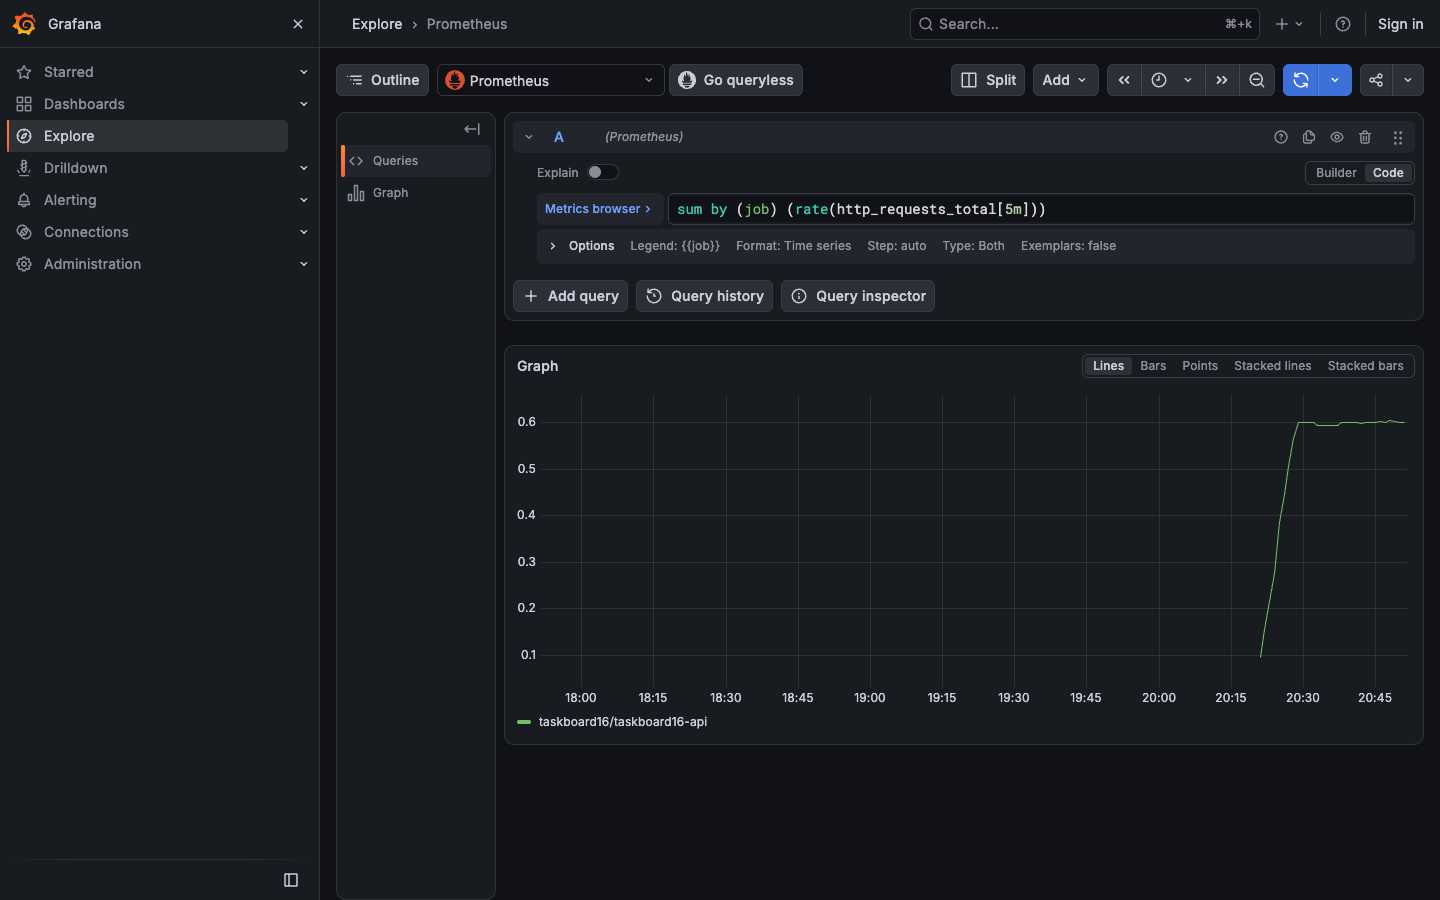 Grafana
Explore › Prometheus
Search...
⌘+k
Sign in
Starred
Dashboards
Explore
Drilldown
Alerting
Connections
Administration
Outline
Prometheus
Go queryless
Split
Add
Queries
Graph
A
(Prometheus)
Explain
Builder
Code
Metrics browser ›
sum by (job) (rate(http_requests_total[5m]))
Options
Legend: {{job}}
Format: Time series
Step: auto
Type: Both
Exemplars: false
Add query
Query history
Query inspector
Graph
Lines
Bars
Points
Stacked lines
Stacked bars
0.6
0.5
0.4
0.3
0.2
0.1
18:00
18:15
18:30
18:45
19:00
19:15
19:30
19:45
20:00
20:15
20:30
20:45
taskboard16/taskboard16-api